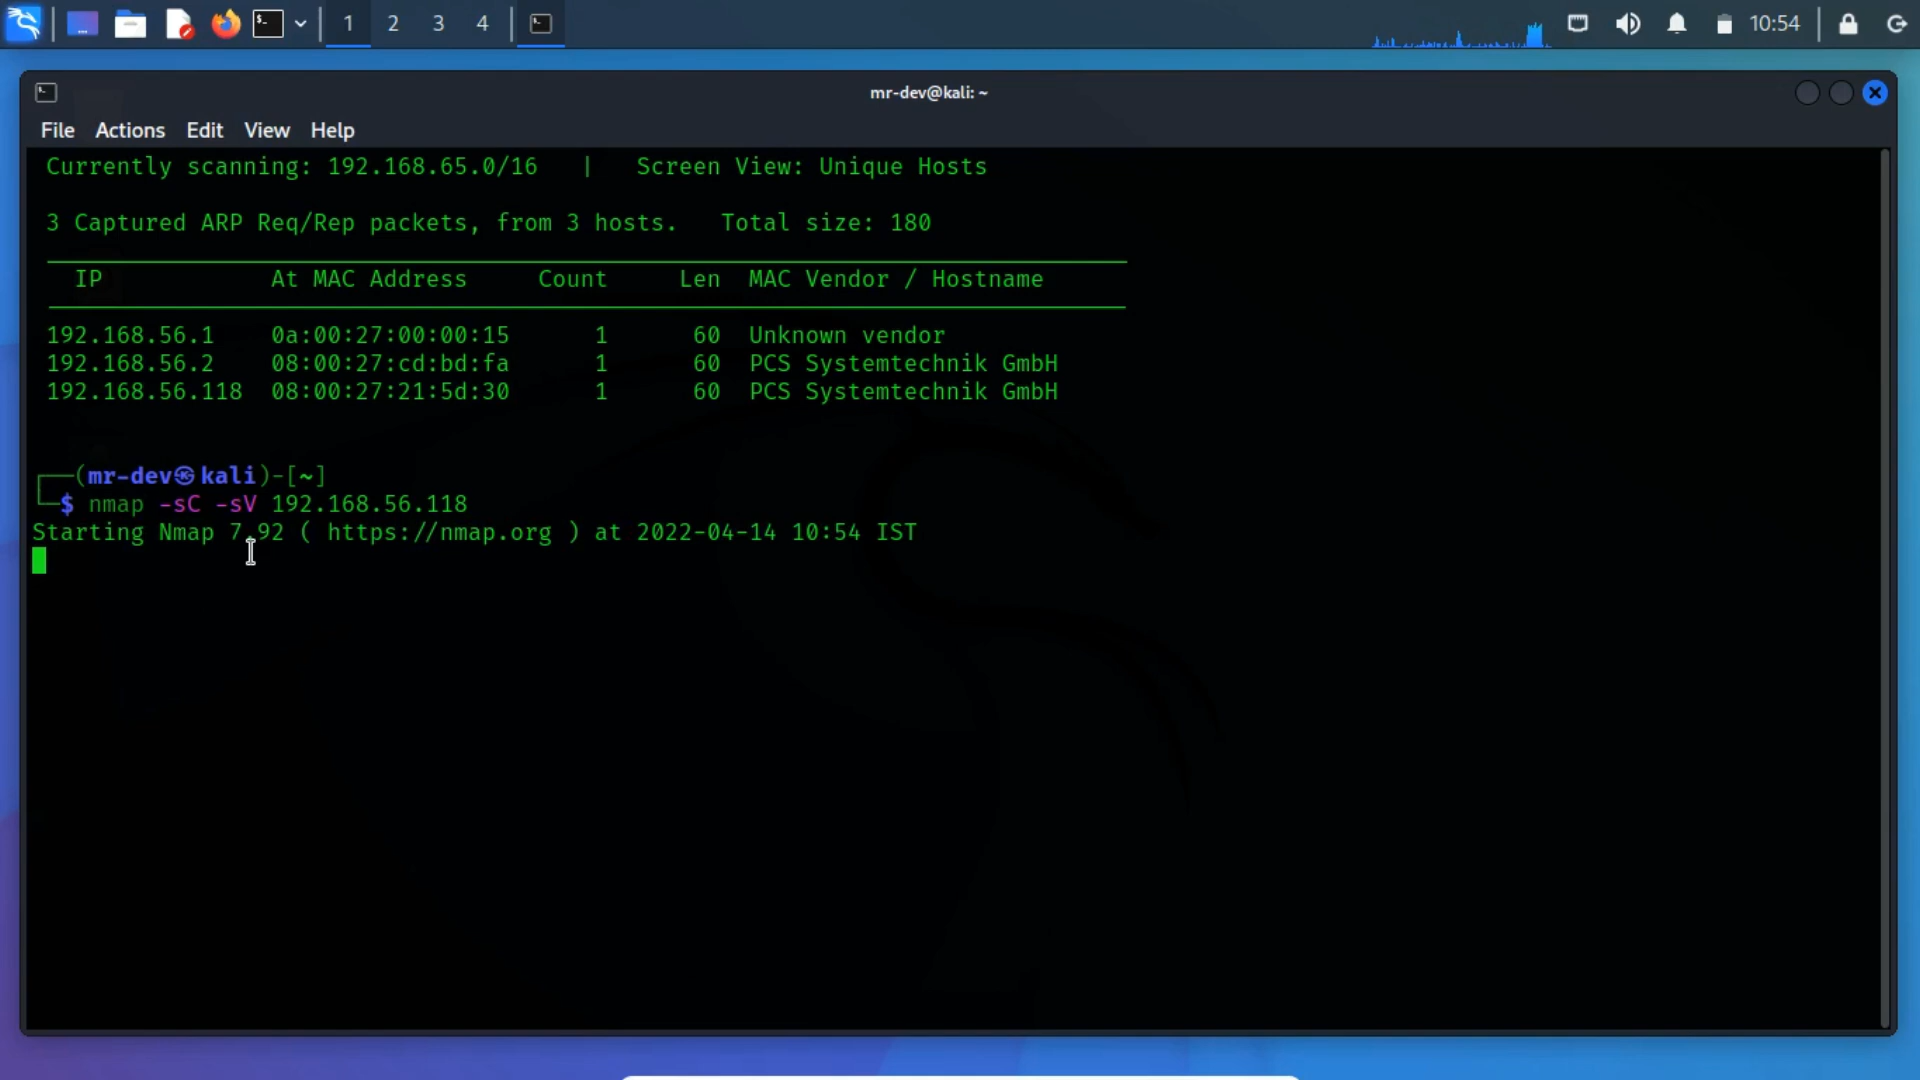 1 2 3 4 10:54
mr-dev@kali: ~
File Actions Edit View Help
Currently scanning: 192.168.65.0/16 | Screen View: Unique Hosts
3 Captured ARP Req/Rep packets, from 3 hosts. Total size: 180
IP At MAC Address Count Len MAC Vendor / Hostname
192.168.56.1 0a:00:27:00:00:15 1 60 Unknown vendor
192.168.56.2 08:00:27:cd:bd:fa 1 60 PCS Systemtechnik GmbH
192.168.56.118 08:00:27:21:5d:30 1 60 PCS Systemtechnik GmbH
┌──(mr-dev㉿kali)-[~]
└─$ nmap -sC -sV 192.168.56.118
Starting Nmap 7.92 ( https://nmap.org ) at 2022-04-14 10:54 IST